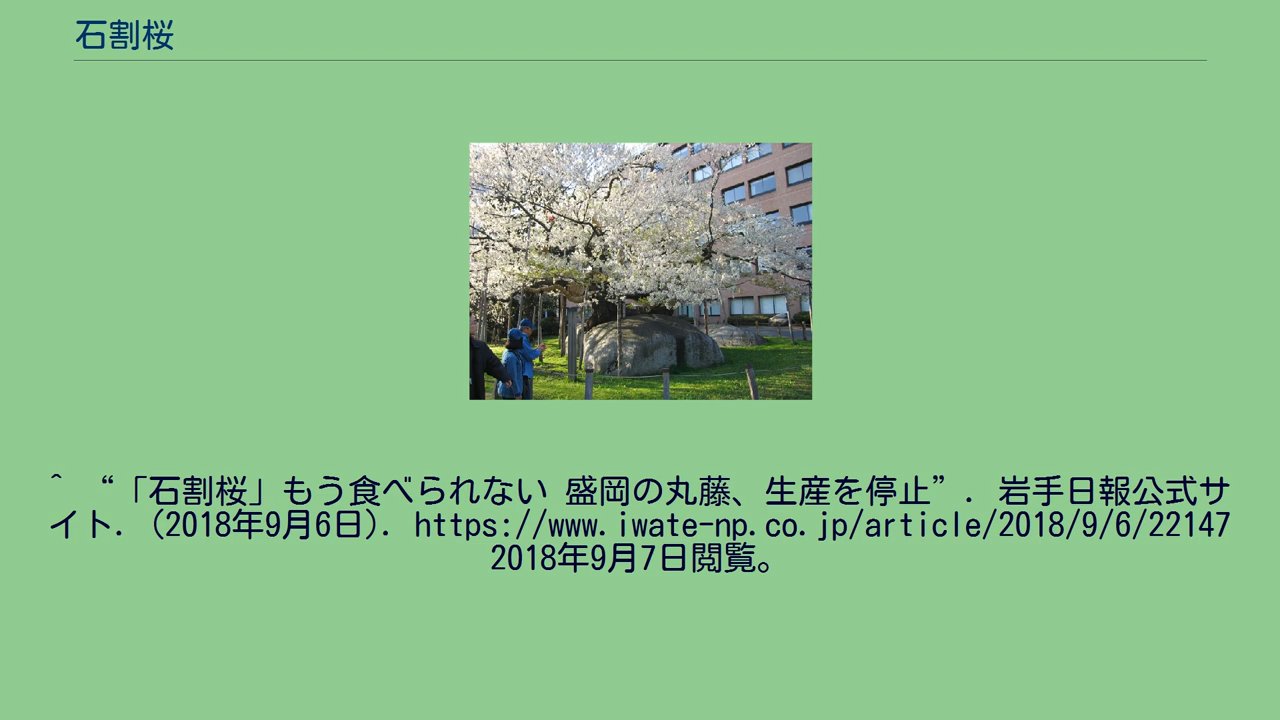 石割桜
^ “「石割桜」もう食べられない 盛岡の丸藤、生産を停止”. 岩手日報公式サ
イト. (2018年9月6日). https://www.iwate-np.co.jp/article/2018/9/6/22147
2018年9月7日閲覧。